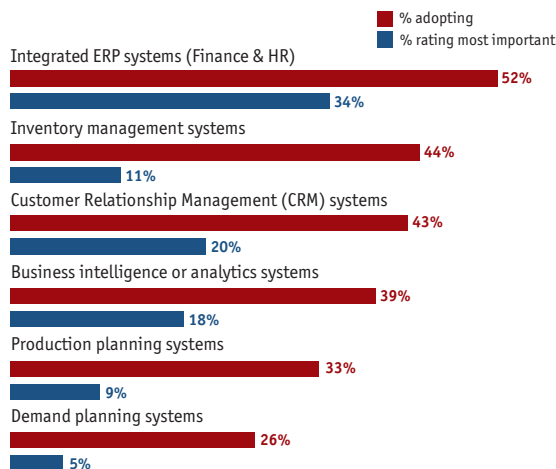 % adopting
% rating most important
Integrated ERP systems (Finance & HR)
52%
34%
Inventory management systems
44%
11%
Customer Relationship Management (CRM) systems
43%
20%
Business intelligence or analytics systems
39%
18%
Production planning systems
33%
9%
Demand planning systems
26%
5%